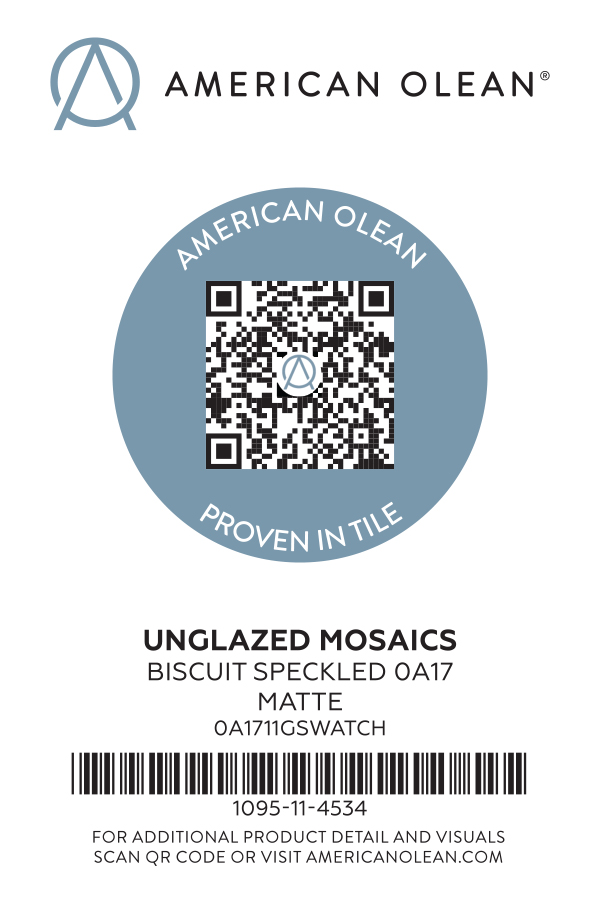 AMERICAN OLEAN®
AMERICAN OLEAN
PROVEN IN TILE
UNGLAZED MOSAICS
BISCUIT SPECKLED 0A17
MATTE
0A1711GSWATCH
1095-11-4534
FOR ADDITIONAL PRODUCT DETAIL AND VISUALS
SCAN QR CODE OR VISIT AMERICANOLEAN.COM